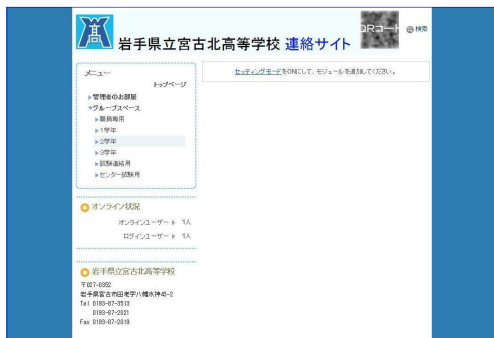 髙
岩手県立宮古北高等学校 連絡サイト
QRコード
検索
メニュー
トップページ
管理者のお部屋
グループスペース
職員専用
1学年
2学年
3学年
試験連絡用
センター試験用
セッティングモードをONにして、モジュールを追加してください。
オンライン状況
オンラインユーザー 1人
ログインユーザー 1人
岩手県立宮古北高等学校
〒027-0352
岩手県宮古市田老字八幡水神43-2
Tel 0193-87-3513
0193-87-2021
Fax 0193-87-2019